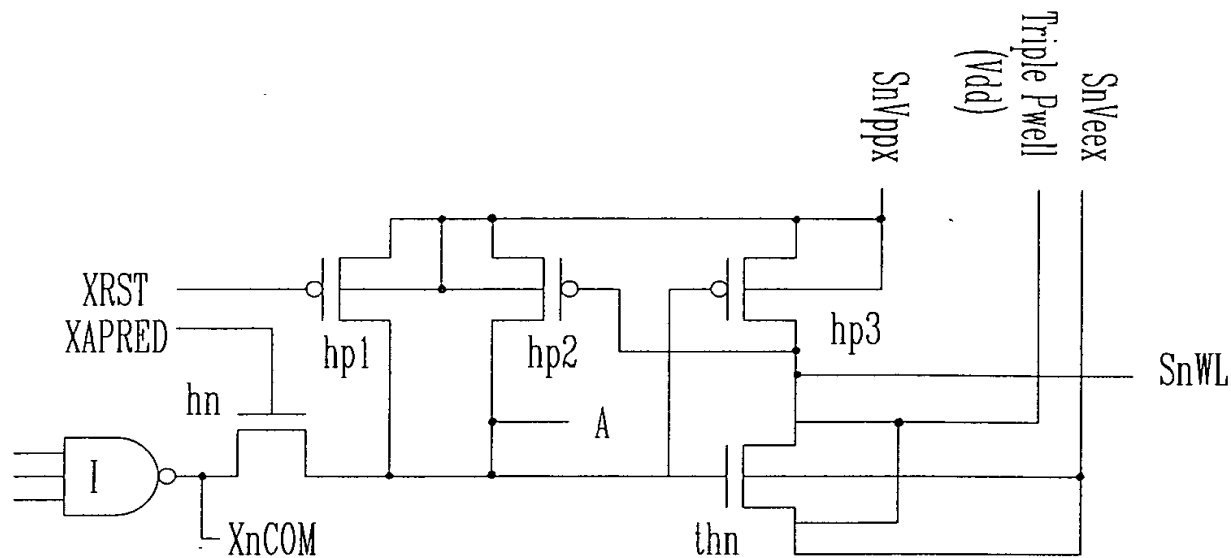 SnVppx
Triple Pwell
(Vdd)
SnVeex
XRST
XAPRED
hp1
hp2
hp3
SnWL
hn
A
I
XnCOM
thn